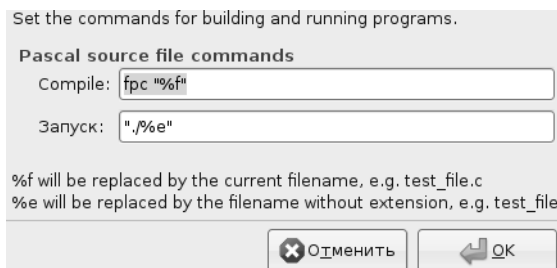 Set the commands for building and running programs.
Pascal source file commands
Compile: fpc "%f"
Запуск: "./%e"
%f will be replaced by the current filename, e.g. test_file.c
%e will be replaced by the filename without extension, e.g. test_file
Отменить OK